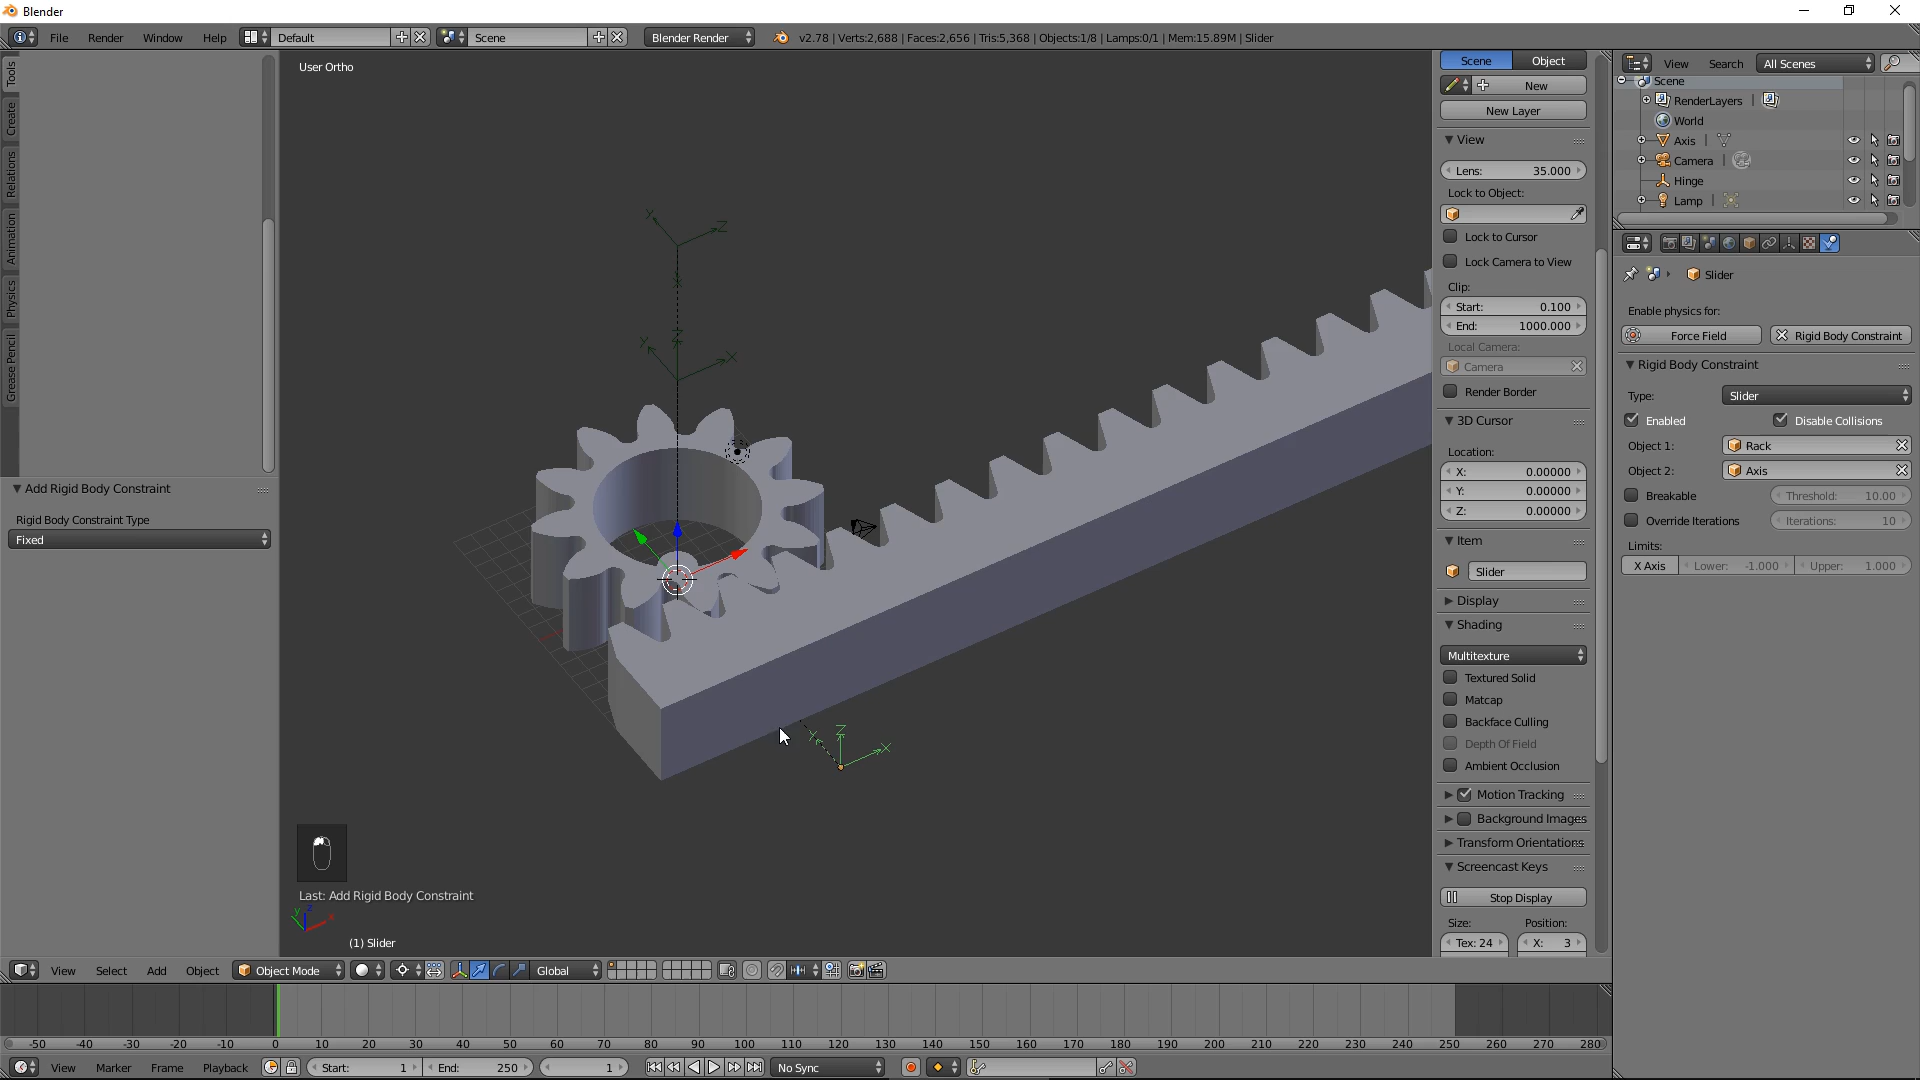 Blender
File Render Window Help Default Scene Blender Render v2.78 | Verts:2,688 | Faces:2,656 | Tris:5,368 | Objects:1/8 | Lamps:0/1 | Mem:15.89M | Slider
Tools
Create
Relations
Animation
Physics
Grease Pencil
Add Rigid Body Constraint
Rigid Body Constraint Type
Fixed
User Ortho
Y
Z
X
Z
Y
X
Y
Z
X
Last: Add Rigid Body Constraint
y z x
(1) Slider
Scene Object
New
New Layer
View
Lens: 35.000
Lock to Object:
Lock to Cursor
Lock Camera to View
Clip:
Start: 0.100
End: 1000.000
Local Camera:
Camera
Render Border
3D Cursor
Location:
X: 0.00000
Y: 0.00000
Z: 0.00000
Item
Slider
Display
Shading
Multitexture
Textured Solid
Matcap
Backface Culling
Depth Of Field
Ambient Occlusion
Motion Tracking
Background Images
Transform Orientations
Screencast Keys
Stop Display
Size: Position:
Tex: 24 X: 3
View Search All Scenes
Scene
RenderLayers |
World
Axis |
Camera |
Hinge
Lamp |
Slider
Enable physics for:
Force Field Rigid Body Constraint
Rigid Body Constraint
Type: Slider
Enabled Disable Collisions
Object 1: Rack
Object 2: Axis
Breakable Threshold: 10.00
Override Iterations Iterations: 10
Limits:
X Axis Lower: -1.000 Upper: 1.000
View Select Add Object Object Mode Global
-50 -40 -30 -20 -10 0 10 20 30 40 50 60 70 80 90 100 110 120 130 140 150 160 170 180 190 200 210 220 230 240 250 260 270 280
View Marker Frame Playback Start: 1 End: 250 1 No Sync